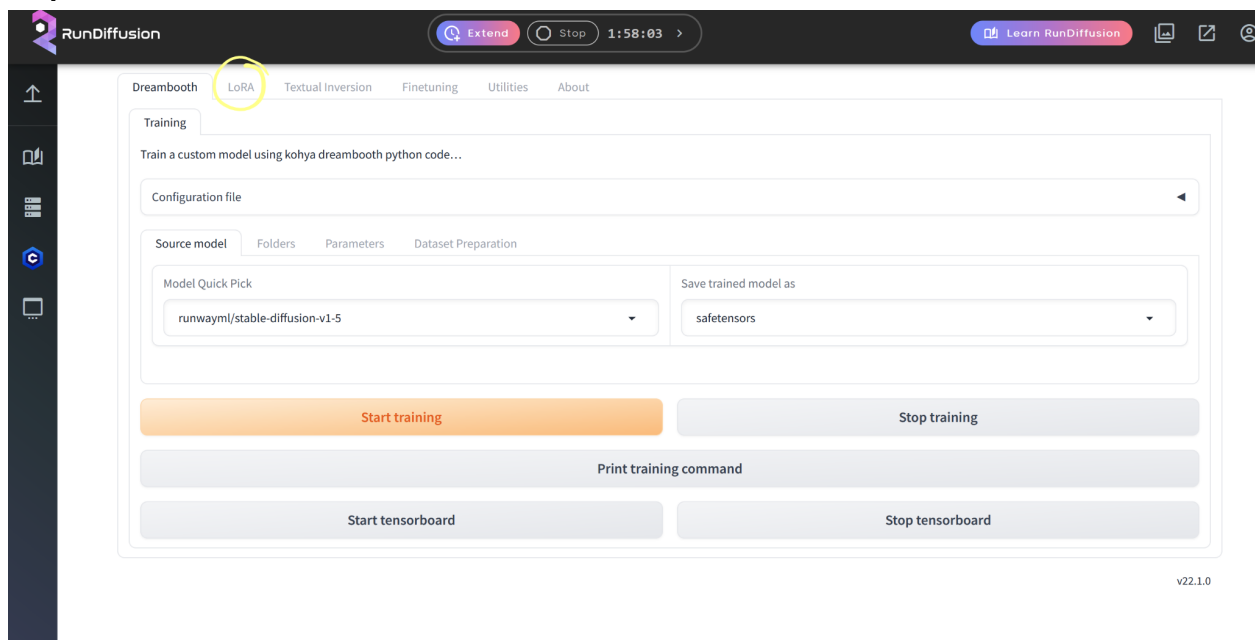 RunDiffusion
Extend
Stop
1:58:03
Learn RunDiffusion
Dreambooth LoRA Textual Inversion Finetuning Utilities About
Training
Train a custom model using kohya dreambooth python code...
Configuration file
Source model Folders Parameters Dataset Preparation
Model Quick Pick
runwayml/stable-diffusion-v1-5
Save trained model as
safetensors
Start training
Stop training
Print training command
Start tensorboard
Stop tensorboard
v22.1.0